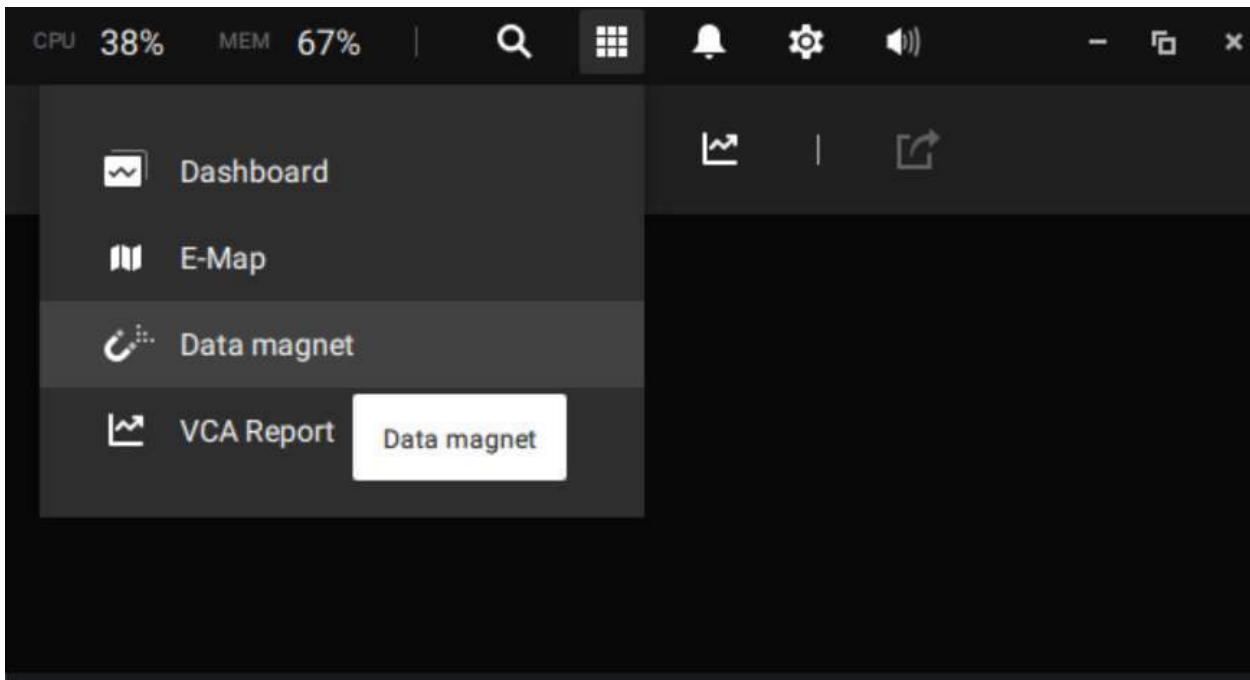 CPU 38% MEM 67%
Dashboard
E-Map
Data magnet
VCA Report
Data magnet